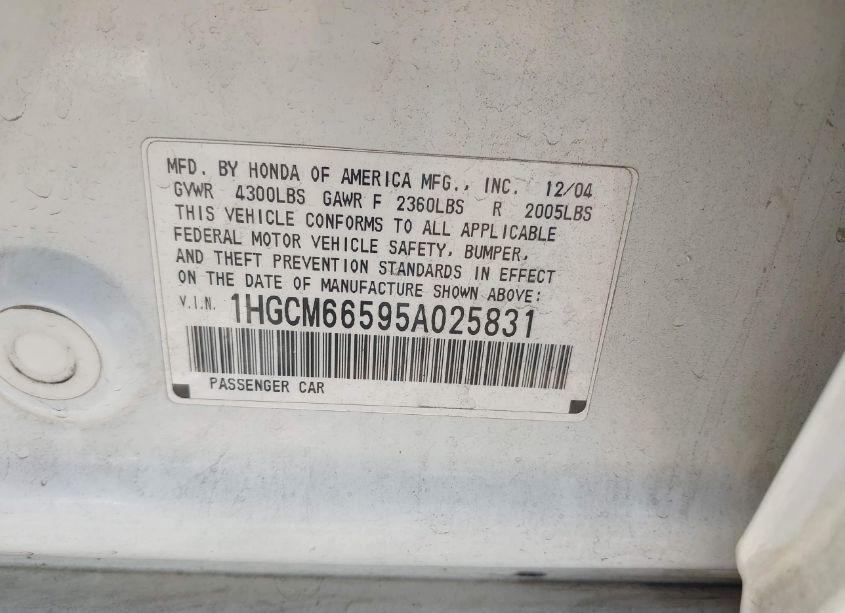 MFD. BY HONDA OF AMERICA MFG., INC. 12/04
GVWR 4300LBS GAWR F 2360LBS R 2005LBS
THIS VEHICLE CONFORMS TO ALL APPLICABLE
FEDERAL MOTOR VEHICLE SAFETY, BUMPER,
AND THEFT PREVENTION STANDARDS IN EFFECT
ON THE DATE OF MANUFACTURE SHOWN ABOVE:
V.I.N. 1HGCM66595A025831
PASSENGER CAR